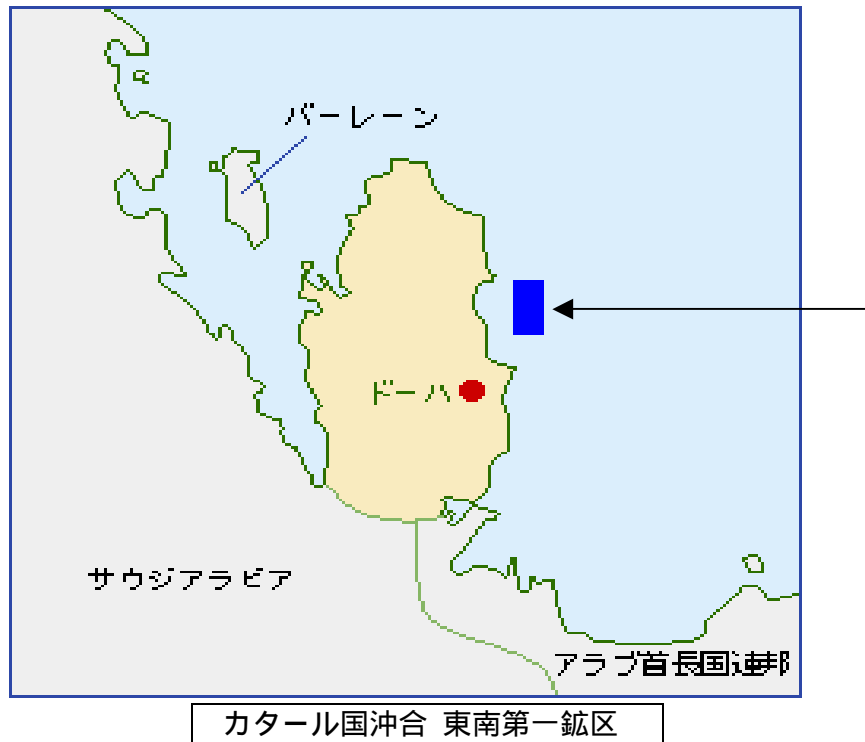 バーレーン
ドーハ
サウジアラビア
アラブ首長国連邦
カタール国沖合 東南第一鉱区